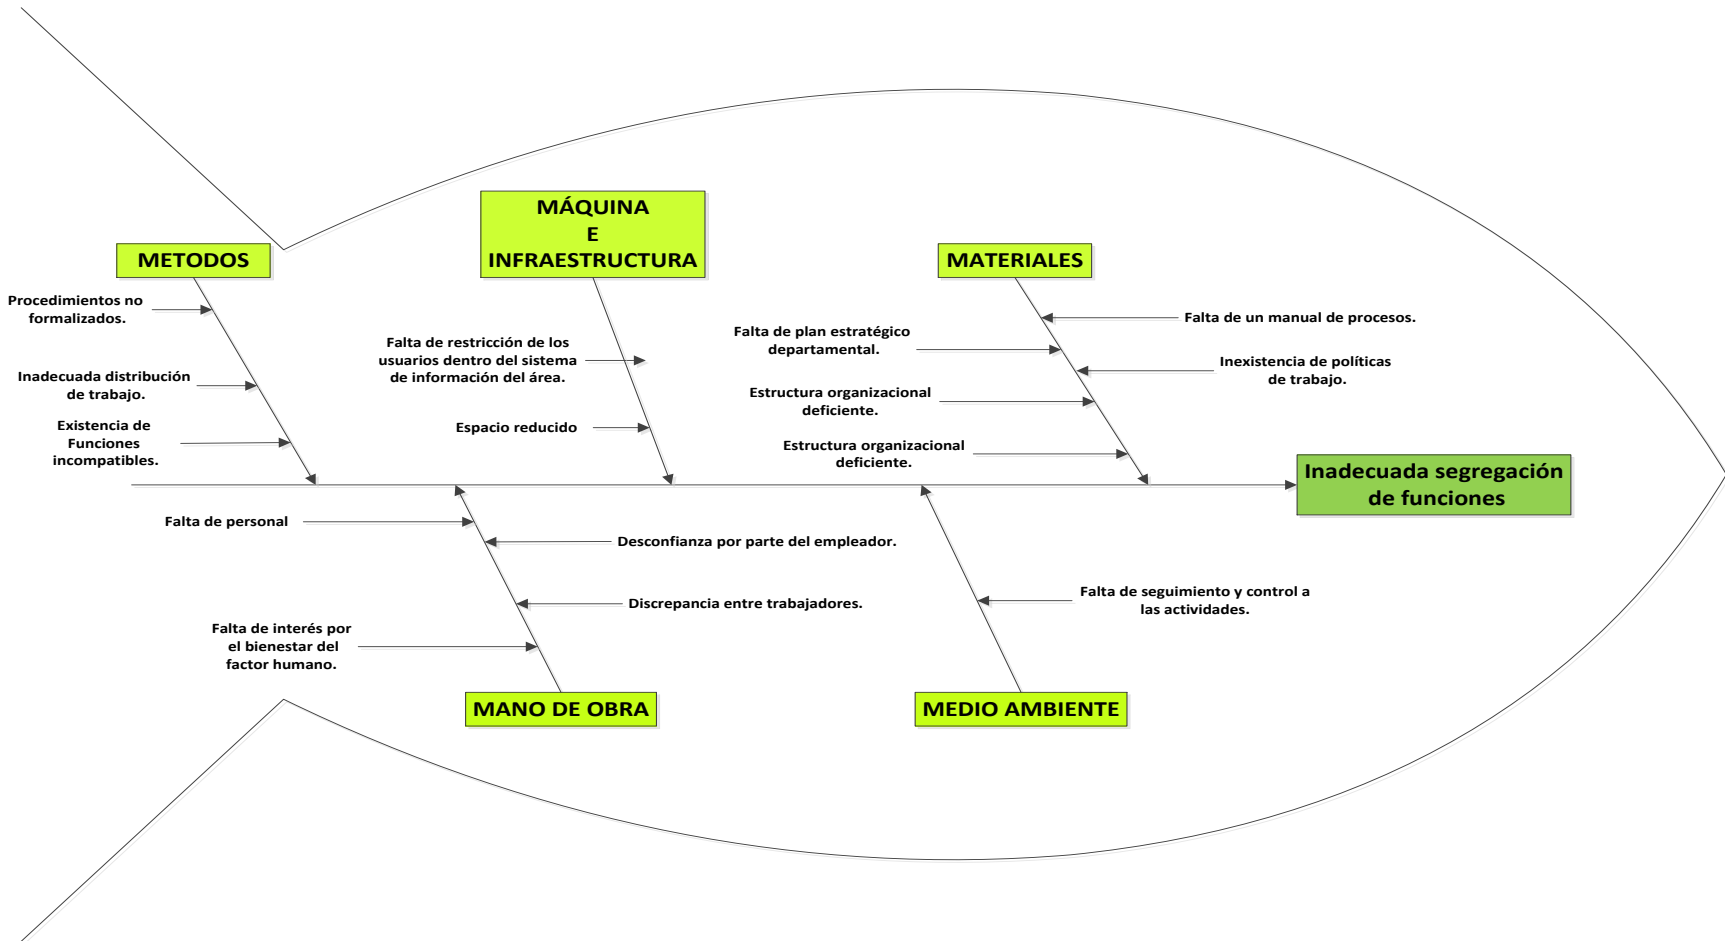 METODOS
Procedimientos no
formalizados.
Inadecuada distribución
de trabajo.
Existencia de
Funciones
incompatibles.
MÁQUINA
E
INFRAESTRUCTURA
Falta de restricción de los
usuarios dentro del sistema
de información del área.
Espacio reducido
MATERIALES
Falta de un manual de procesos.
Falta de plan estratégico
departamental.
Inexistencia de políticas
de trabajo.
Estructura organizacional
deficiente.
Estructura organizacional
deficiente.
Inadecuada segregación
de funciones
Falta de personal
Desconfianza por parte del empleador.
Discrepancia entre trabajadores.
Falta de interés por
el bienestar del
factor humano.
MANO DE OBRA
Falta de seguimiento y control a
las actividades.
MEDIO AMBIENTE